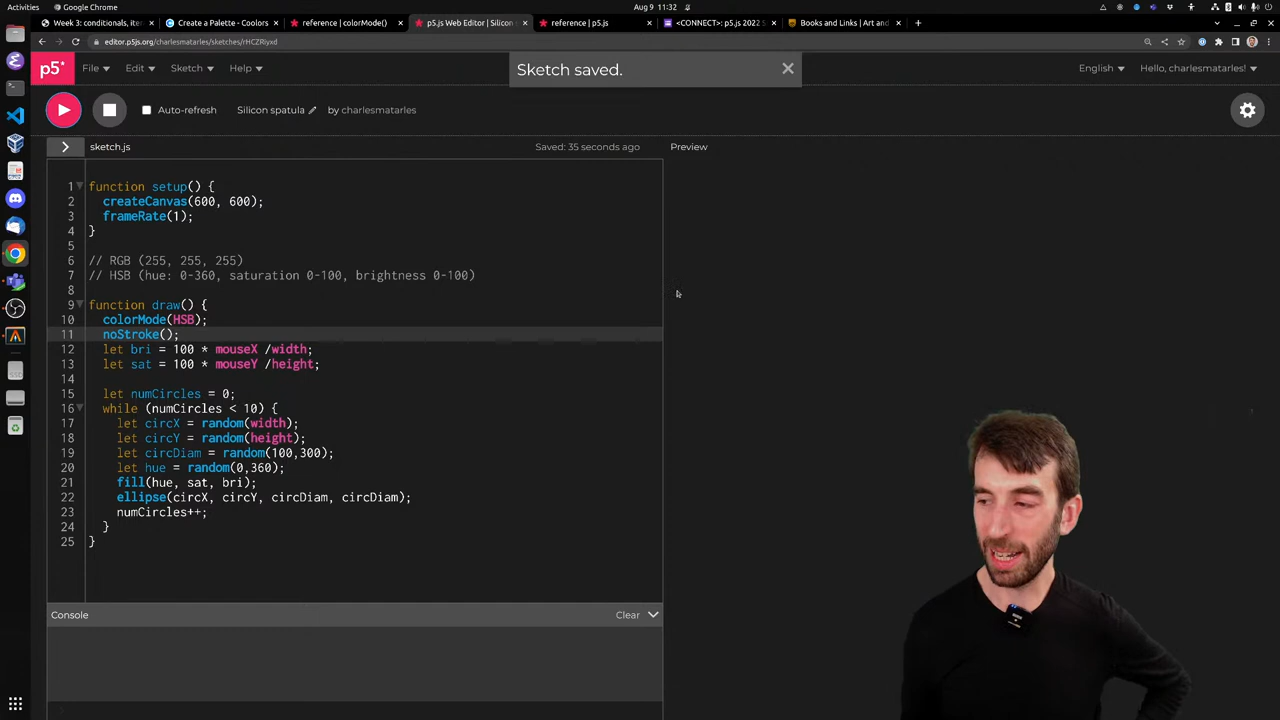 Activities
Google Chrome
Aug 9 11:32
Week 3: conditionals, iter
Create a Palette - Coolors
reference | colorMode()
p5.js Web Editor | Silicon
reference | p5.js
<CONNECT>: p5.js 2022 S
Books and Links | Art and
editor.p5js.org/charlesmatarles/sketches/rHCZRiyxd
p5*
File
Edit
Sketch
Help
Sketch saved.
English
Hello, charlesmatarles!
Auto-refresh
Silicon spatula
by charlesmatarles
sketch.js
Saved: 35 seconds ago
Preview
1 function setup() {
2 createCanvas(600, 600);
3 frameRate(1);
4 }
5
6 // RGB (255, 255, 255)
7 // HSB (hue: 0-360, saturation 0-100, brightness 0-100)
8
9 function draw() {
10 colorMode(HSB);
11 noStroke();
12 let bri = 100 * mouseX /width;
13 let sat = 100 * mouseY /height;
14
15 let numCircles = 0;
16 while (numCircles < 10) {
17 let circX = random(width);
18 let circY = random(height);
19 let circDiam = random(100,300);
20 let hue = random(0,360);
21 fill(hue, sat, bri);
22 ellipse(circX, circY, circDiam, circDiam);
23 numCircles++;
24 }
25 }
Console
Clear